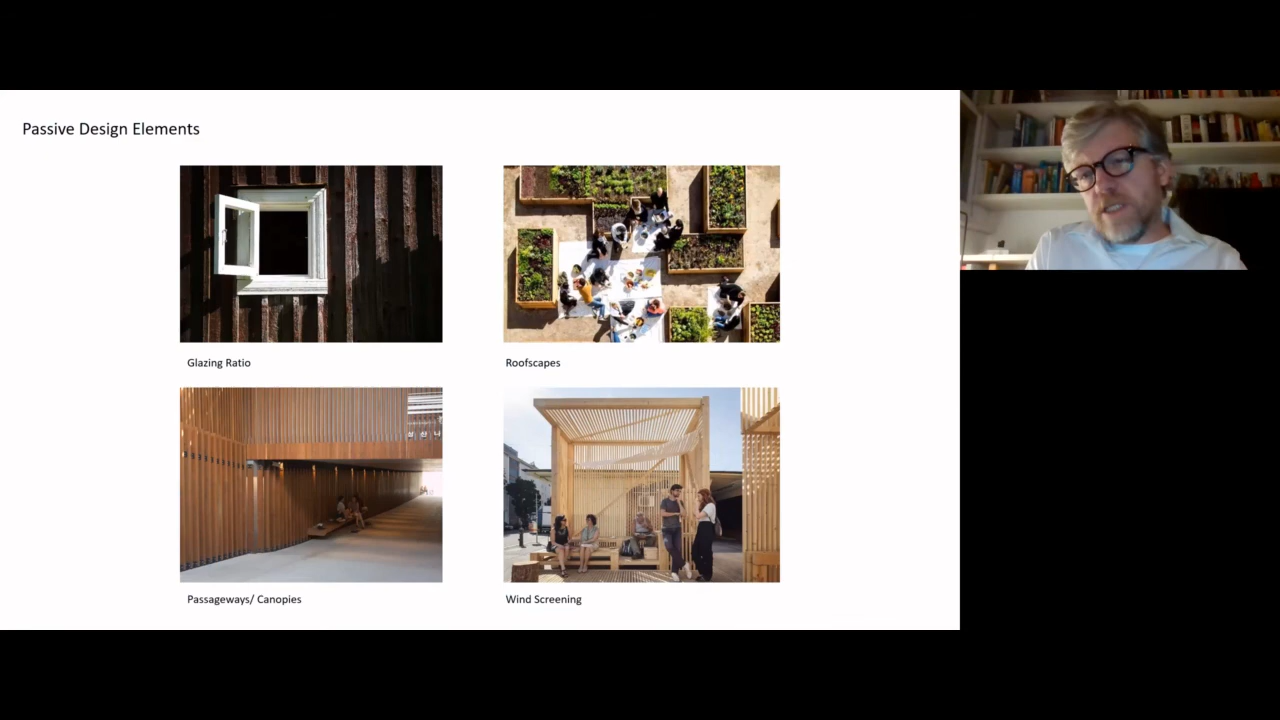 Passive Design Elements
Glazing Ratio
Roofscapes
Passageways/ Canopies
Wind Screening